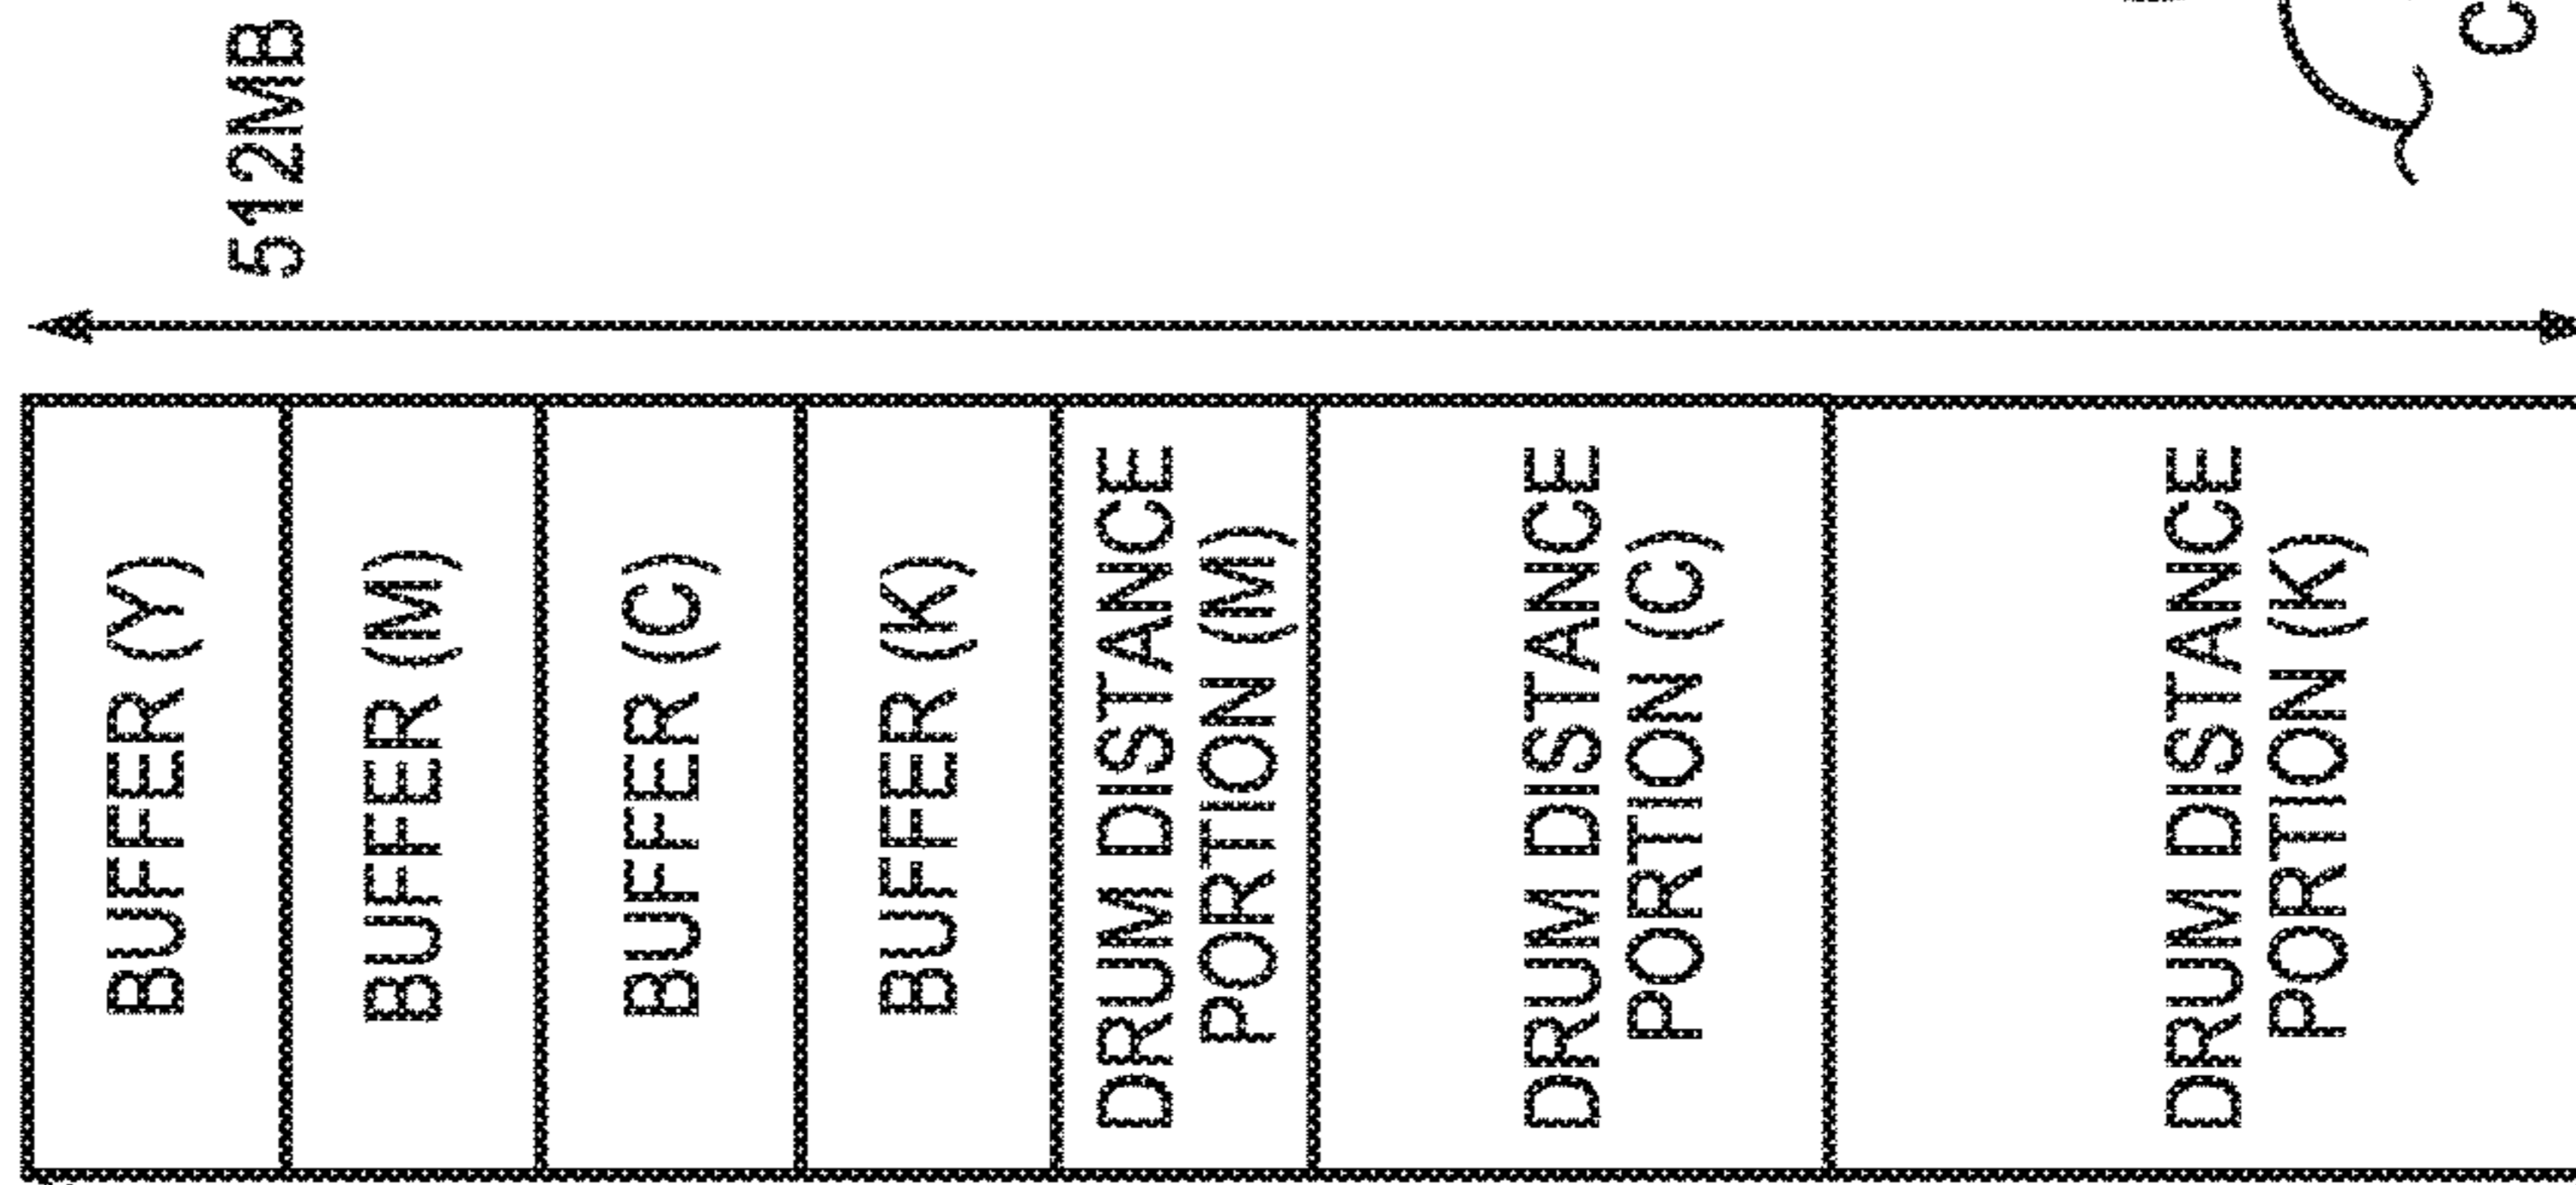 BUFFER (Y)
BUFFER (M)
BUFFER (C)
BUFFER (K)
DRUM DISTANCE
PORTION (M)
DRUM DISTANCE
PORTION (C)
DRUM DISTANCE
PORTION (K)
512MB